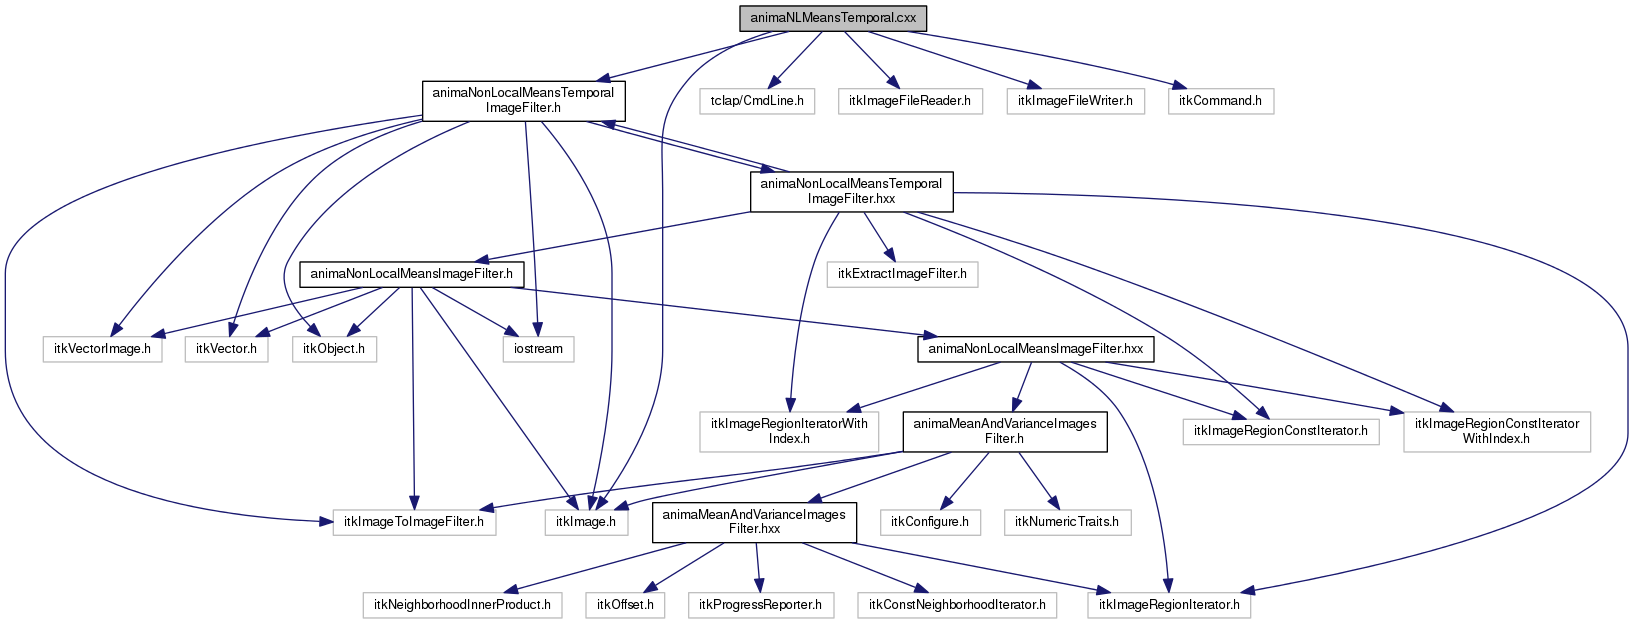 animaNLMeansTemporal.cxx
animaNonLocalMeansTemporal
ImageFilter.h
tclap/CmdLine.h
itkImageFileReader.h
itkImageFileWriter.h
itkCommand.h
animaNonLocalMeansTemporal
ImageFilter.hxx
animaNonLocalMeansImageFilter.h
itkExtractImageFilter.h
itkVectorImage.h
itkVector.h
itkObject.h
iostream
animaNonLocalMeansImageFilter.hxx
itkImageRegionIteratorWith
Index.h
animaMeanAndVarianceImages
Filter.h
itkImageRegionConstIterator.h
itkImageRegionConstIterator
WithIndex.h
itkImageToImageFilter.h
itkImage.h
animaMeanAndVarianceImages
Filter.hxx
itkConfigure.h
itkNumericTraits.h
itkNeighborhoodInnerProduct.h
itkOffset.h
itkProgressReporter.h
itkConstNeighborhoodIterator.h
itkImageRegionIterator.h